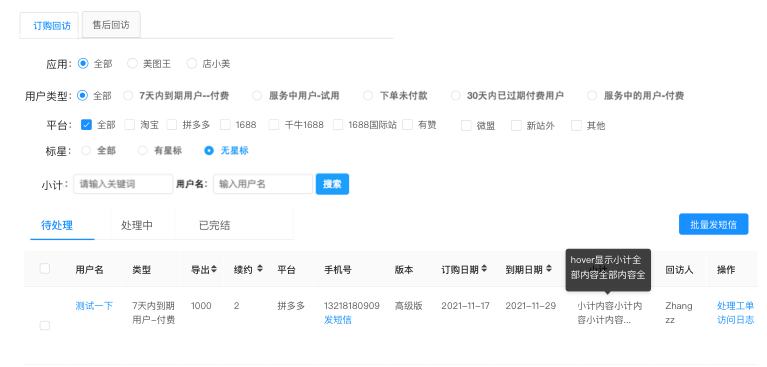 订购回访 售后回访
应用: 全部 美图王 店小美
用户类型: 全部 7天内到期用户--付费 服务中用户-试用 下单未付款 30天内已过期付费用户 服务中的用户-付费
平台: 全部 淘宝 拼多多 1688 千牛1688 1688国际站 有赞 微盟 新站外 其他
标星: 全部 有星标 无星标
小计: 请输入关键词 用户名: 输入用户名 搜索
待处理 处理中 已完结 批量发短信
hover显示小计全
部内容全部内容全
用户名 类型 导出 续约 平台 手机号 版本 订购日期 到期日期 回访人 操作
测试一下 7天内到期 1000 2 拼多多 13218180909 高级版 2021-11-17 2021-11-29 小计内容小计内 Zhang 处理工单
用户-付费 发短信 容小计内容... zz 访问日志